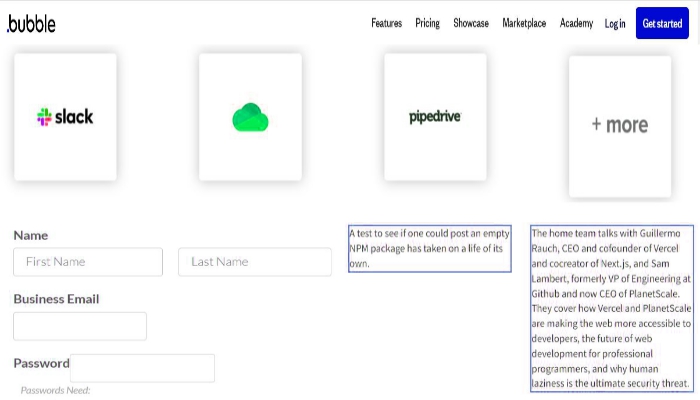 .bubble
Features Pricing Showcase Marketplace Academy Log in Get started
slack
pipedrive
+ more
Name
First Name Last Name
Business Email
Password
Passwords Need:
A test to see if one could post an empty
NPM package has taken on a life of its
own.
The home team talks with Guillermo
Rauch, CEO and cofounder of Vercel
and cocreator of Next.js, and Sam
Lambert, formerly VP of Engineering at
Github and now CEO of PlanetScale.
They cover how Vercel and PlanetScale
are making the web more accessible to
developers, the future of web
development for professional
programmers, and why human
laziness is the ultimate security threat.